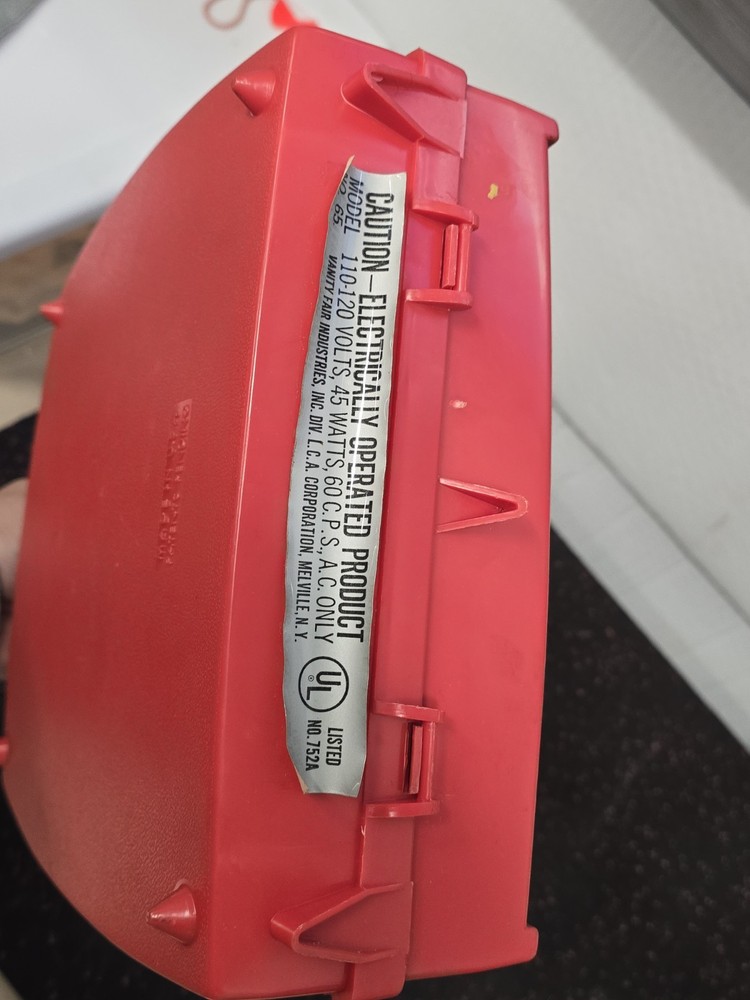 CAUTION—ELECTRICALLY OPERATED PRODUCT
MODEL 110-120 VOLTS, 45 WATTS, 60 C.P.S., A.C. ONLY
NO. 65 VANITY FAIR INDUSTRIES, INC. DIV. L.C.A. CORPORATION, MELVILLE, N.Y.
UL ®
LISTED
NO. 752A